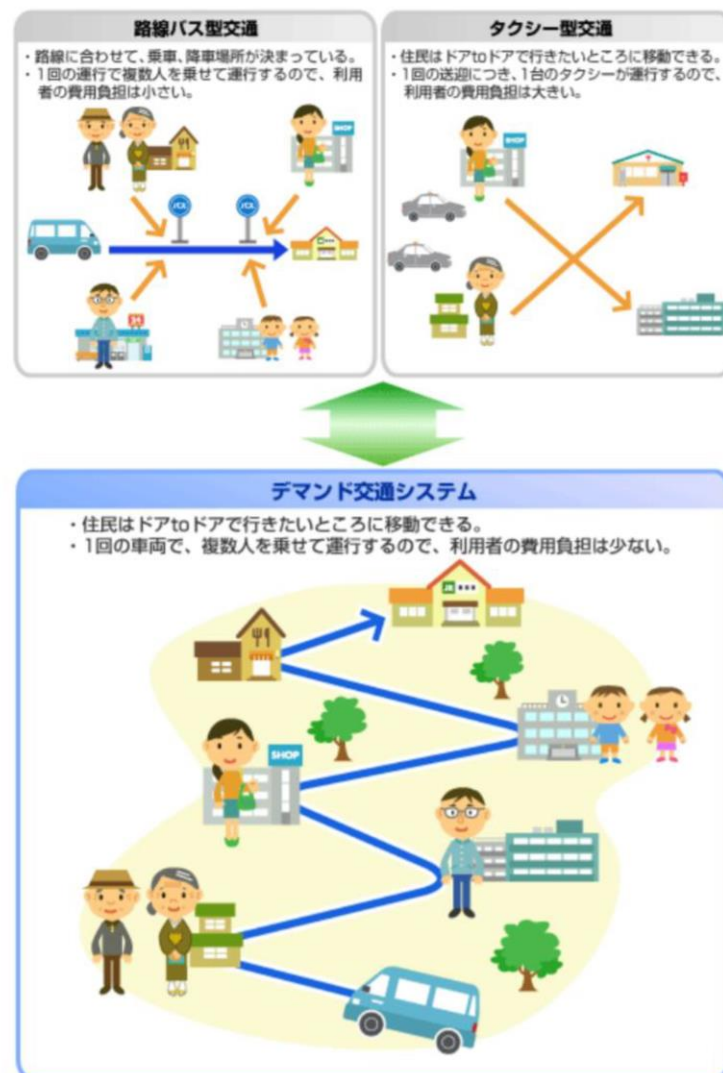 路線バス型交通
・路線に合わせて、乗車、降車場所が決まっている。
・1回の運行で複数人を乗せて運行するので、利用
者の費用負担は小さい。
SHOP
バス
バス
タクシー型交通
・住民はドアtoドアで行きたいところに移動できる。
・1回の送迎につき、1台のタクシーが運行するので、
利用者の費用負担は大きい。
SHOP
デマンド交通システム
・住民はドアtoドアで行きたいところに移動できる。
・1回の車両で、複数人を乗せて運行するので、利用者の費用負担は少ない。
SHOP